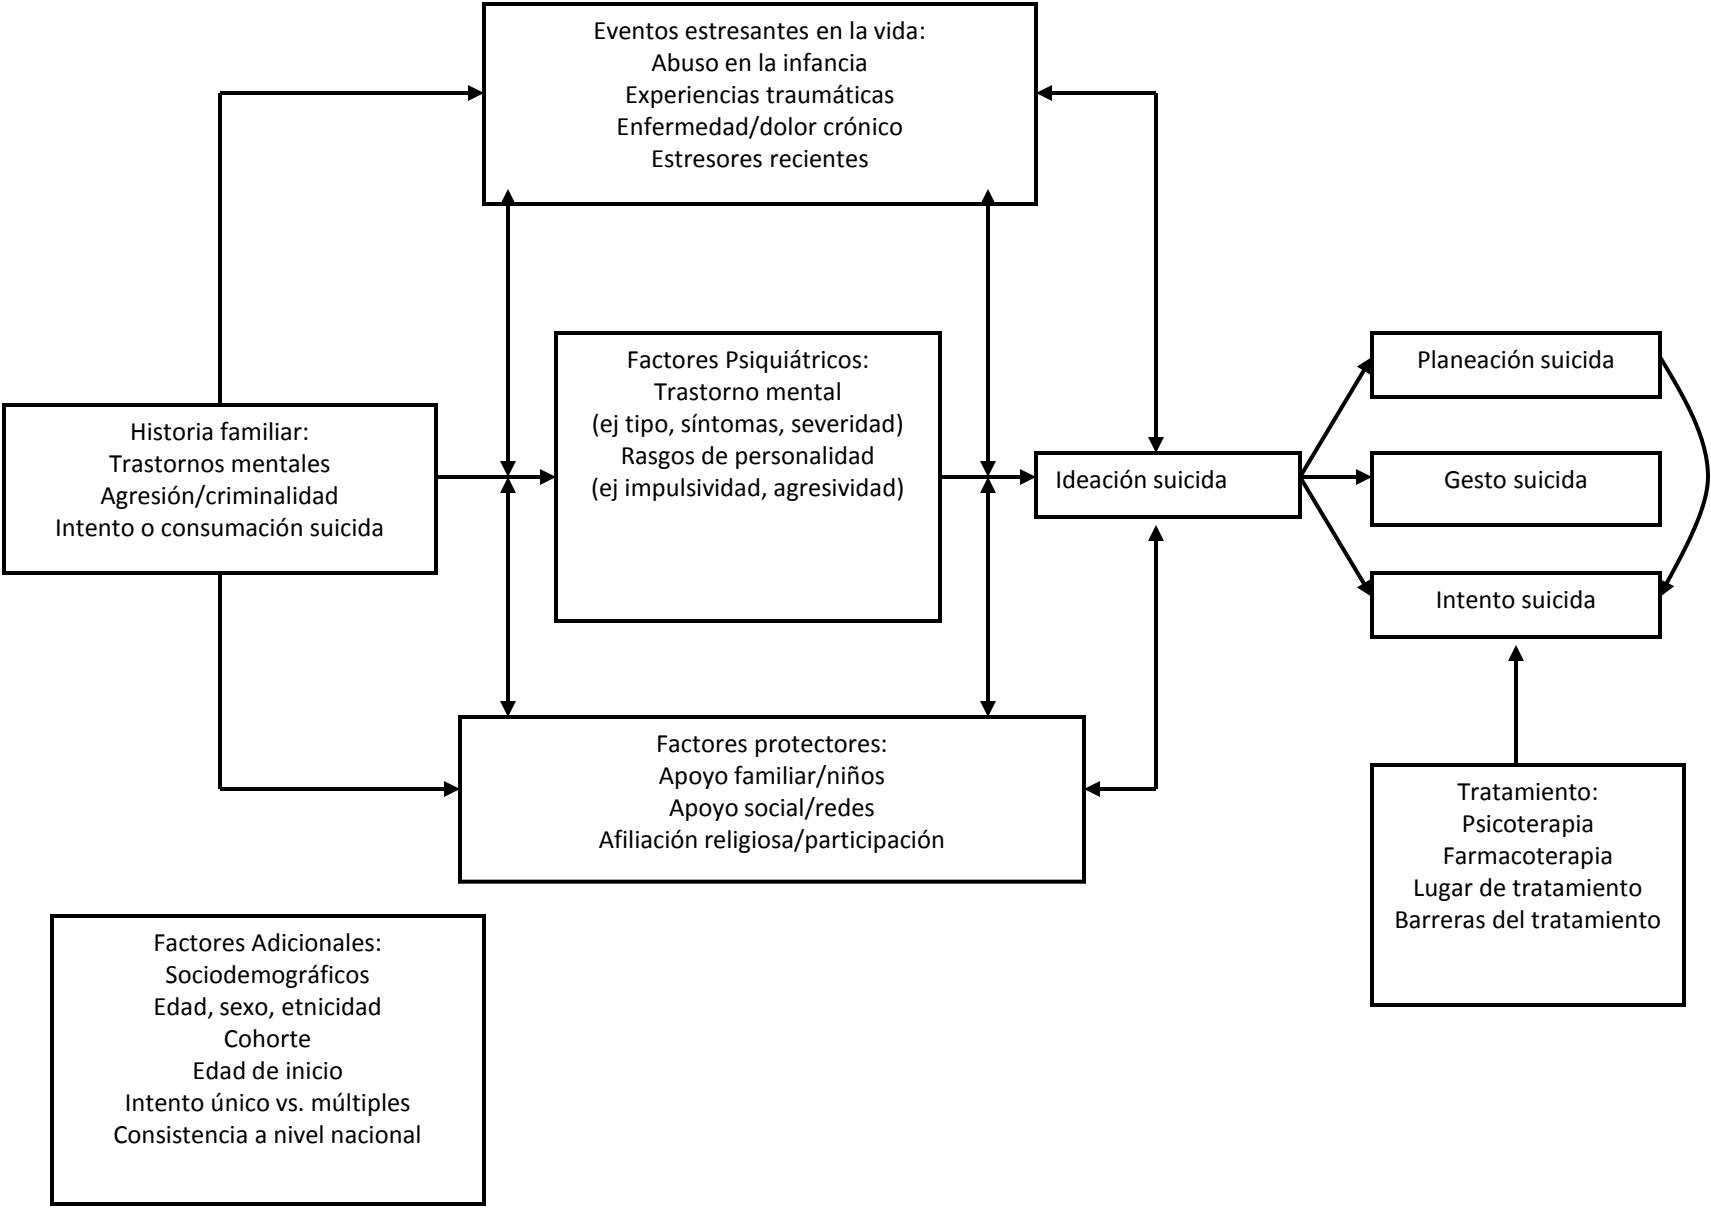 Eventos estresantes en la vida:
Abuso en la infancia
Experiencias traumáticas
Enfermedad/dolor crónico
Estresores recientes
Historia familiar:
Trastornos mentales
Agresión/criminalidad
Intento o consumación suicida
Factores Psiquiátricos:
Trastorno mental
(ej tipo, síntomas, severidad)
Rasgos de personalidad
(ej impulsividad, agresividad)
Ideación suicida
Planeación suicida
Gesto suicida
Intento suicida
Factores protectores:
Apoyo familiar/niños
Apoyo social/redes
Afiliación religiosa/participación
Tratamiento:
Psicoterapia
Farmacoterapia
Lugar de tratamiento
Barreras del tratamiento
Factores Adicionales:
Sociodemográficos
Edad, sexo, etnicidad
Cohorte
Edad de inicio
Intento único vs. múltiples
Consistencia a nivel nacional